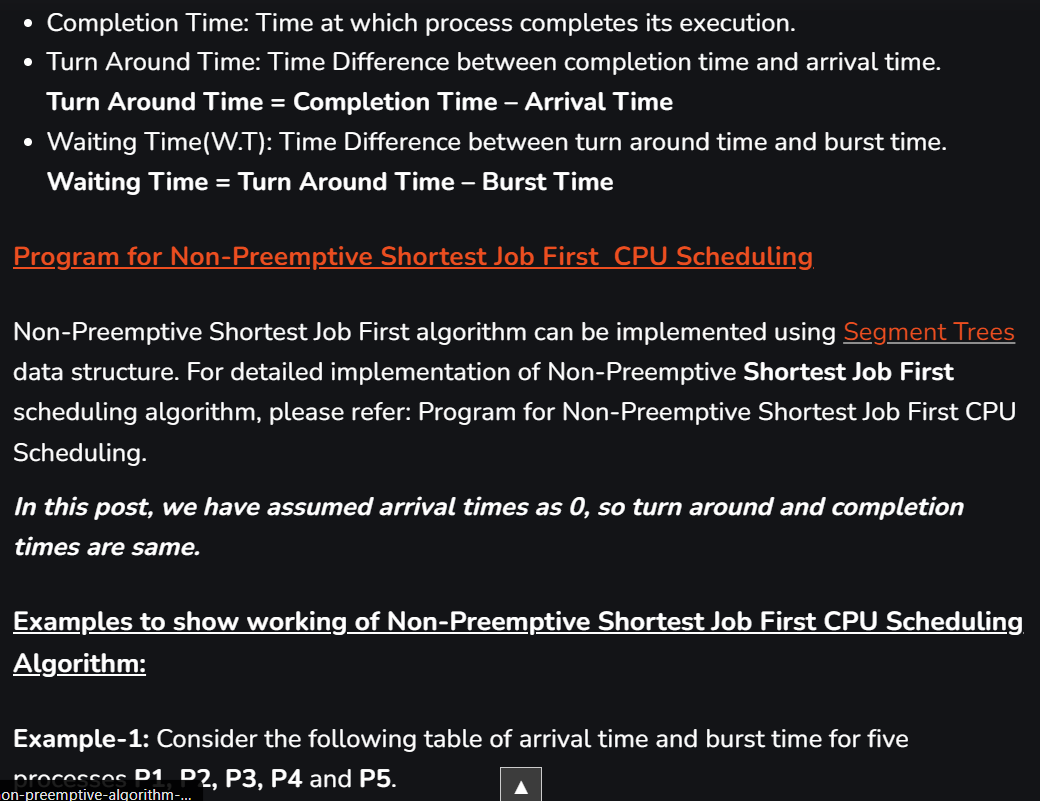 • Completion Time: Time at which process completes its execution.
• Turn Around Time: Time Difference between completion time and arrival time.
Turn Around Time = Completion Time – Arrival Time
• Waiting Time(W.T): Time Difference between turn around time and burst time.
Waiting Time = Turn Around Time – Burst Time
Program for Non-Preemptive Shortest Job First  CPU Scheduling
Non-Preemptive Shortest Job First algorithm can be implemented using Segment Trees
data structure. For detailed implementation of Non-Preemptive Shortest Job First
scheduling algorithm, please refer: Program for Non-Preemptive Shortest Job First CPU
Scheduling.
In this post, we have assumed arrival times as 0, so turn around and completion
times are same.
Examples to show working of Non-Preemptive Shortest Job First CPU Scheduling
Algorithm:
Example-1: Consider the following table of arrival time and burst time for five
processes P1, P2, P3, P4 and P5.
on-preemptive-algorithm-...